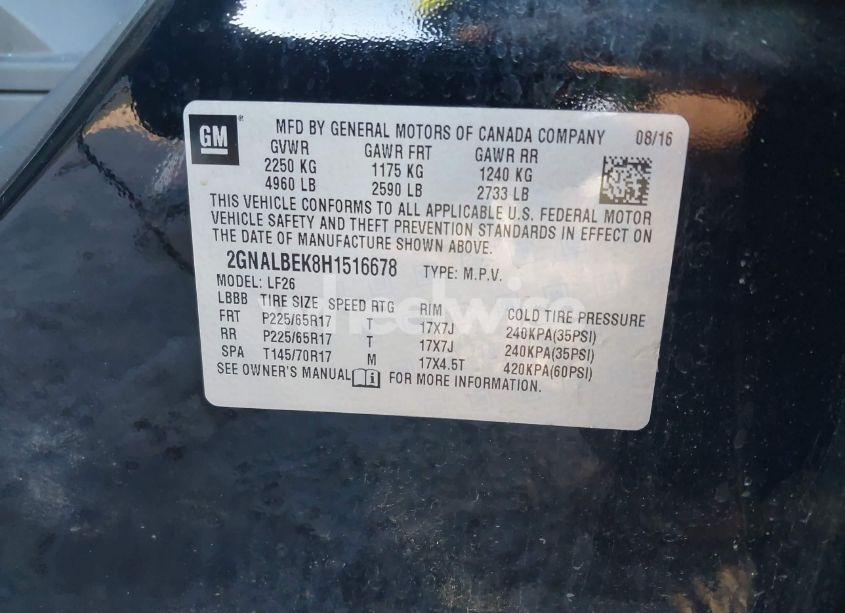 GM
MFD BY GENERAL MOTORS OF CANADA COMPANY 08/16
GVWR GAWR FRT GAWR RR
2250 KG 1175 KG 1240 KG
4960 LB 2590 LB 2733 LB
THIS VEHICLE CONFORMS TO ALL APPLICABLE U.S. FEDERAL MOTOR
VEHICLE SAFETY AND THEFT PREVENTION STANDARDS IN EFFECT ON
THE DATE OF MANUFACTURE SHOWN ABOVE.
2GNALBEK8H1516678 TYPE: M.P.V.
MODEL: LF26
LBBB TIRE SIZE SPEED RTG RIM COLD TIRE PRESSURE
FRT P225/65R17 T 17X7J 240KPA(35PSI)
RR P225/65R17 T 17X7J 240KPA(35PSI)
SPA T145/70R17 M 17X4.5T 420KPA(60PSI)
SEE OWNER'S MANUAL i FOR MORE INFORMATION.